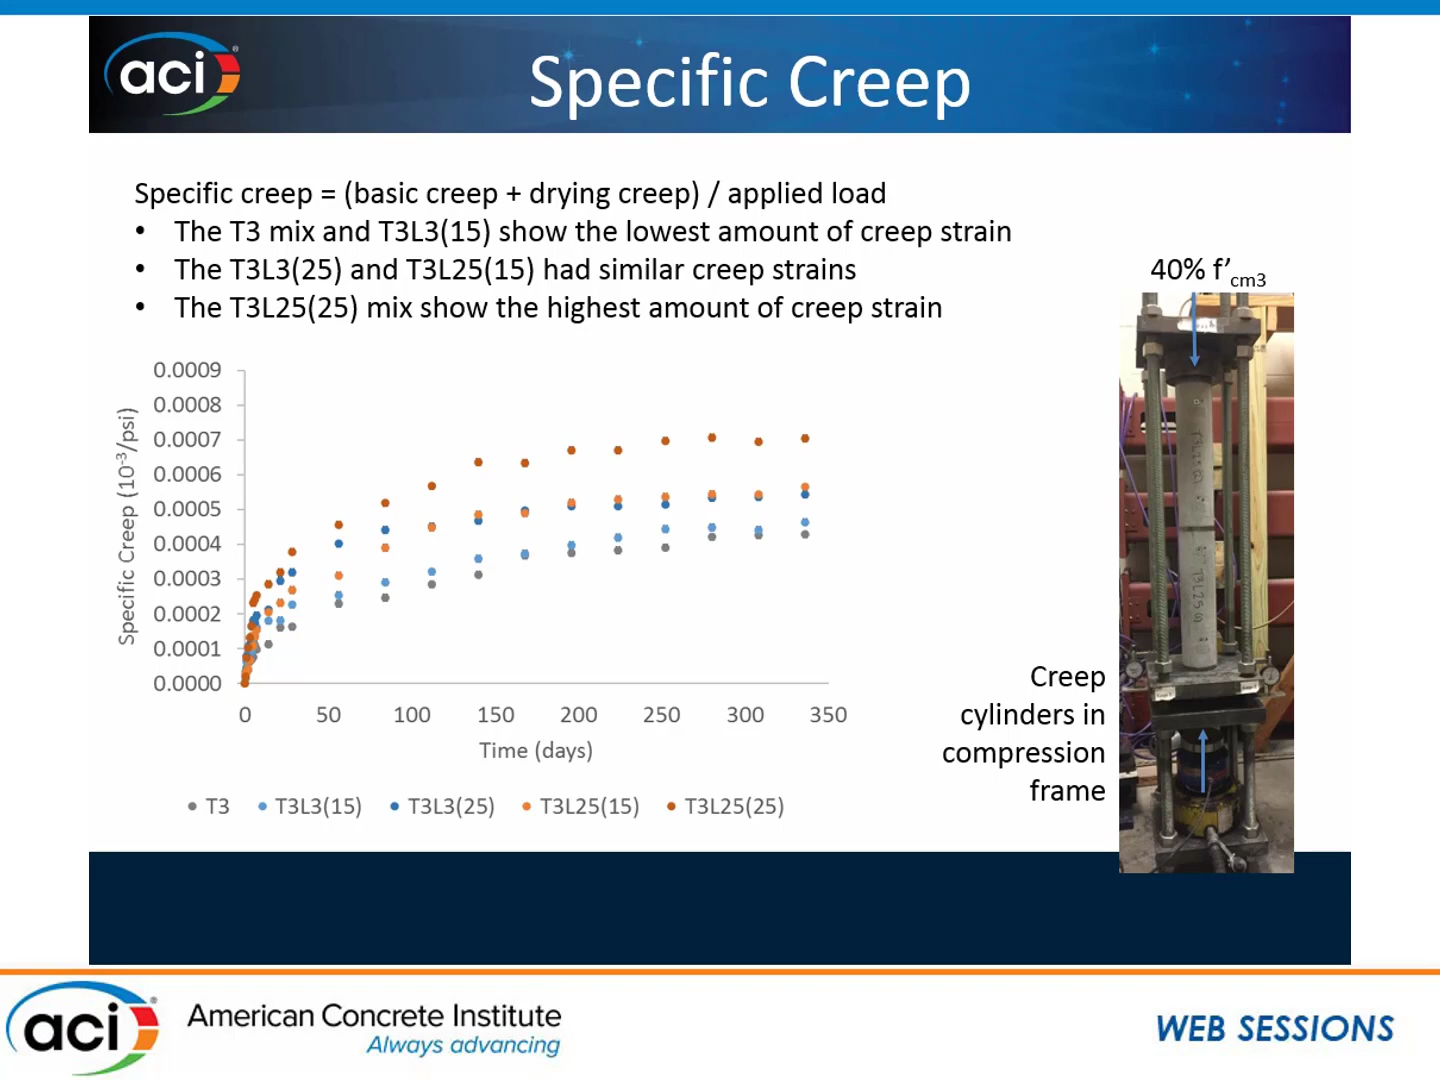 aci®
Specific Creep
Specific creep = (basic creep + drying creep) / applied load
• The T3 mix and T3L3(15) show the lowest amount of creep strain
• The T3L3(25) and T3L25(15) had similar creep strains
• The T3L25(25) mix show the highest amount of creep strain
40% f'cm3
0.0009
0.0008
0.0007
0.0006
0.0005
0.0004
0.0003
0.0002
0.0001
0.0000
Specific Creep (10⁻³/psi)
0 50 100 150 200 250 300 350
Time (days)
T3 T3L3(15) T3L3(25) T3L25(15) T3L25(25)
Creep
cylinders in
compression
frame
aci®
American Concrete Institute
Always advancing
WEB SESSIONS